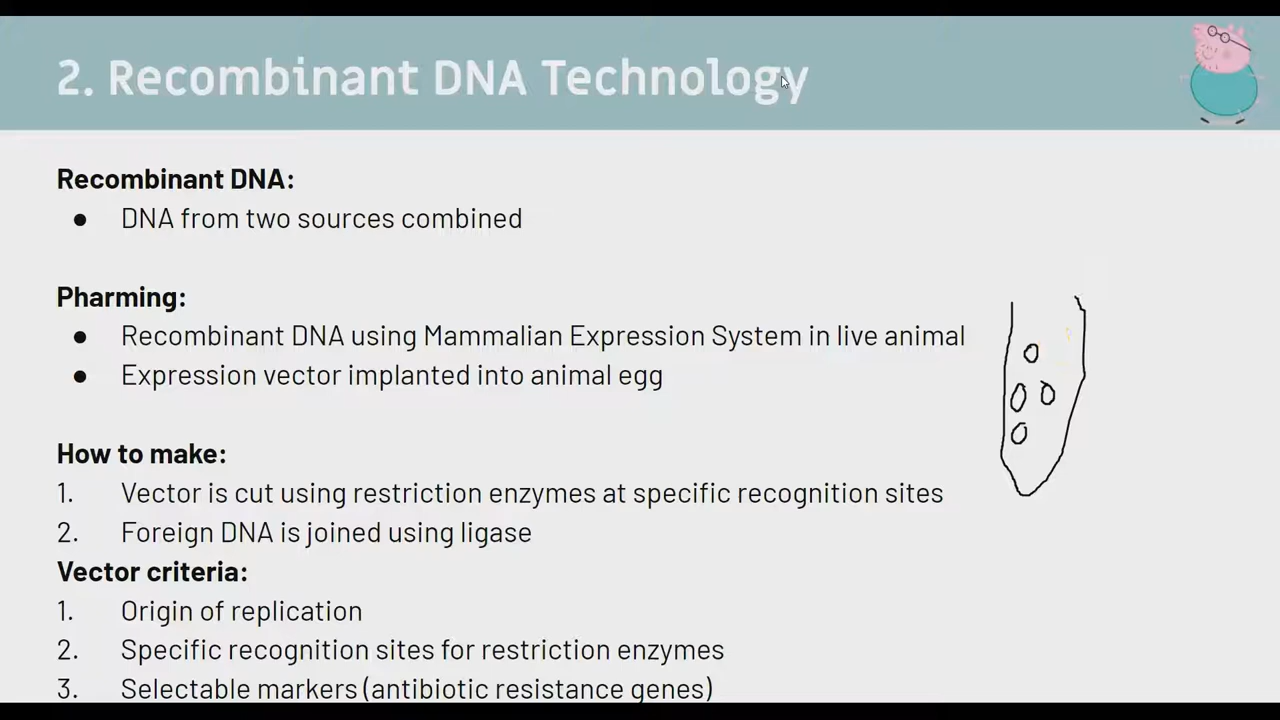 2. Recombinant DNA Technology
Recombinant DNA:
● DNA from two sources combined
Pharming:
● Recombinant DNA using Mammalian Expression System in live animal
● Expression vector implanted into animal egg
How to make:
1. Vector is cut using restriction enzymes at specific recognition sites
2. Foreign DNA is joined using ligase
Vector criteria:
1. Origin of replication
2. Specific recognition sites for restriction enzymes
3. Selectable markers (antibiotic resistance genes)